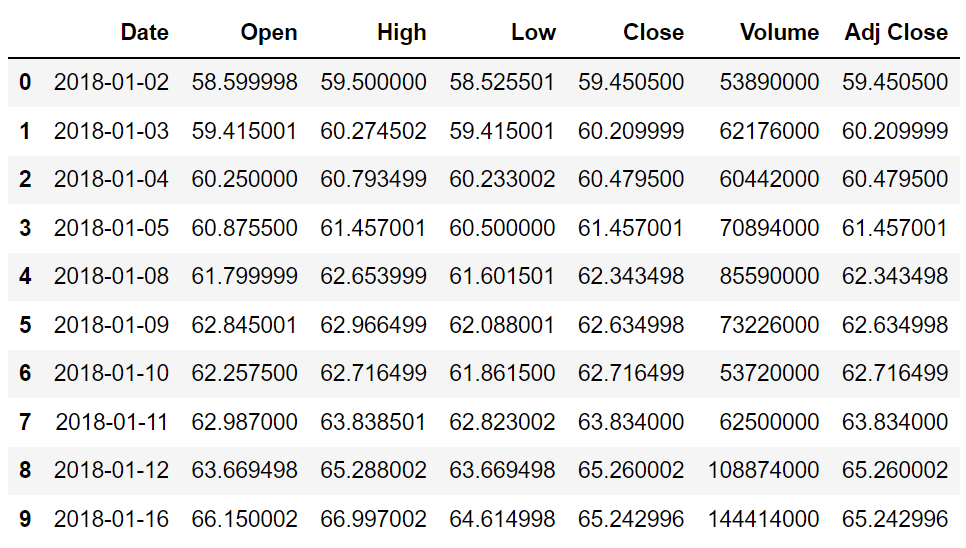 Date Open High Low Close Volume Adj Close
0 2018-01-02 58.599998 59.500000 58.525501 59.450500 53890000 59.450500
1 2018-01-03 59.415001 60.274502 59.415001 60.209999 62176000 60.209999
2 2018-01-04 60.250000 60.793499 60.233002 60.479500 60442000 60.479500
3 2018-01-05 60.875500 61.457001 60.500000 61.457001 70894000 61.457001
4 2018-01-08 61.799999 62.653999 61.601501 62.343498 85590000 62.343498
5 2018-01-09 62.845001 62.966499 62.088001 62.634998 73226000 62.634998
6 2018-01-10 62.257500 62.716499 61.861500 62.716499 53720000 62.716499
7 2018-01-11 62.987000 63.838501 62.823002 63.834000 62500000 63.834000
8 2018-01-12 63.669498 65.288002 63.669498 65.260002 108874000 65.260002
9 2018-01-16 66.150002 66.997002 64.614998 65.242996 144414000 65.242996